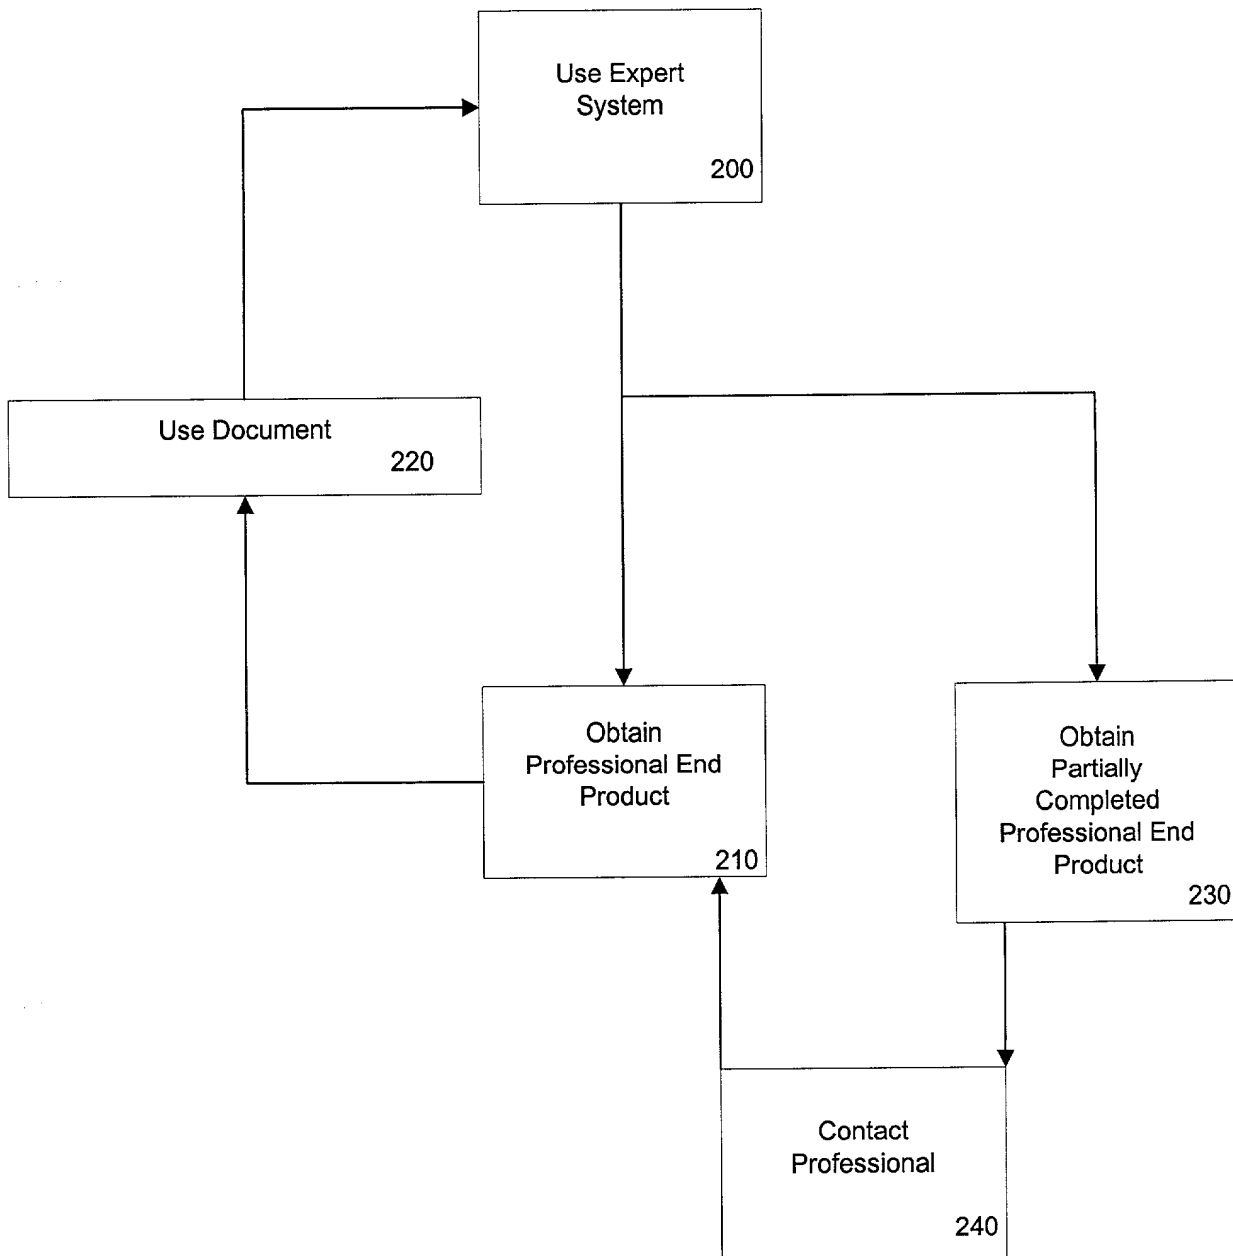 Use Expert
System
200
Use Document
220
Obtain
Professional End
Product
210
Obtain
Partially
Completed
Professional End
Product
230
Contact
Professional
240